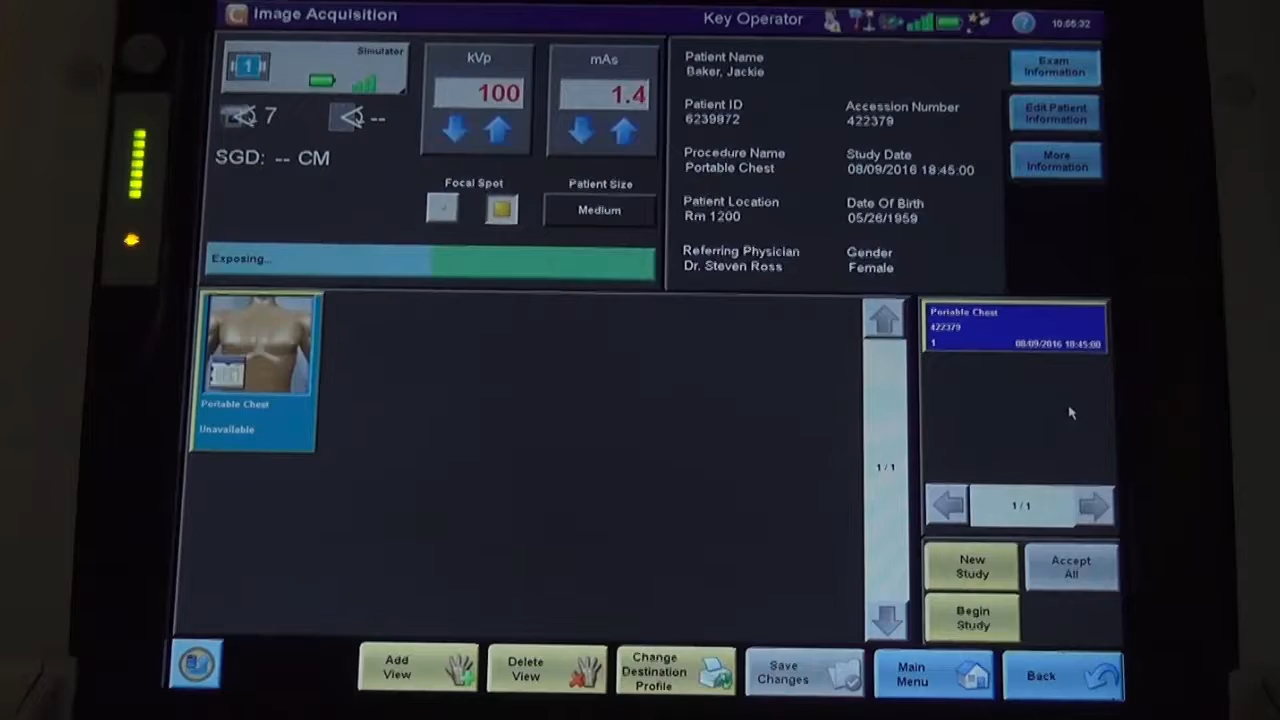 Image Acquisition
Key Operator
10:55:32
1
Simulator
7
--
SGD: -- CM
kVp
100
mAs
1.4
Focal Spot
Patient Size
Medium
Exposing...
Patient Name
Baker, Jackie
Patient ID
6239872
Accession Number
422379
Procedure Name
Portable Chest
Study Date
08/09/2016 18:45:00
Patient Location
Rm 1200
Date Of Birth
05/26/1959
Referring Physician
Dr. Steven Ross
Gender
Female
Exam
Information
Edit Patient
Information
More
Information
Portable Chest
Unavailable
1 / 1
Portable Chest
422379
1 08/09/2016 18:45:00
1 / 1
New
Study
Accept
All
Begin
Study
Add
View
Delete
View
Change
Destination
Profile
Save
Changes
Main
Menu
Back